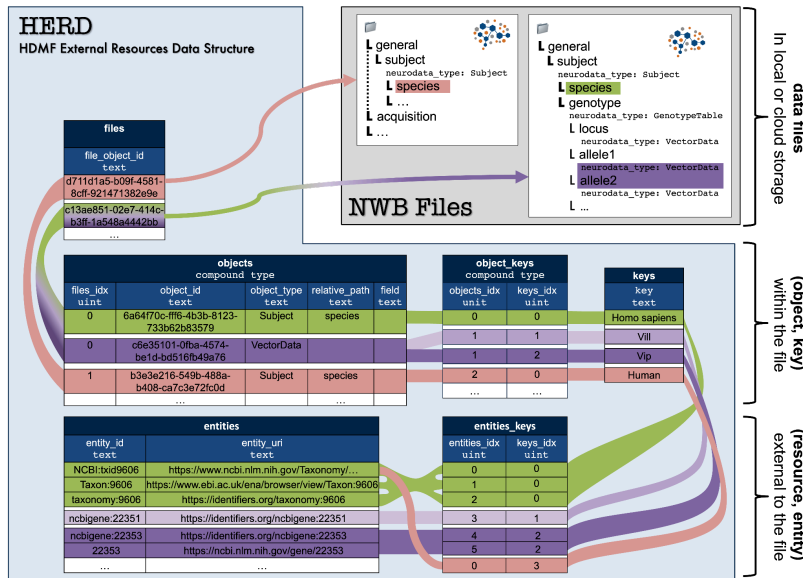 HERD
HDMF External Resources Data Structure
files
file_object_id
text
d711d1a5-b09f-4581-
8cff-921471382e9e
c13ae851-02e7-414c-
b3ff-1a548a4442bb
...
general
subject
neurodata_type: Subject
species
...
acquisition
...
general
subject
neurodata_type: Subject
species
genotype
neurodata_type: GenotypeTable
locus
neurodata_type: VectorData
allele1
neurodata_type: VectorData
allele2
neurodata_type: VectorData
...
NWB Files
data files
In local or cloud storage
objects
compound type
files_idx object_id object_type relative_path field
uint text text text text
0 6a64f70c-fff6-4b3b-8123-
733b62b83579 Subject species
0 c6e35101-0fba-4574-
be1d-bd516fb49a76 VectorData
1 b3e3e216-549b-488a-
b408-ca7c3e72fc0d Subject species
... ...
object_keys
compound type
objects_idx keys_idx
unit uint
0 0
1 1
1 2
2 0
... ...
keys
key
text
Homo sapiens
Vill
Vip
Human
(object, key)
within the file
entities
entity_id entity_uri
text text
NCBI:txid9606 https://www.ncbi.nlm.nih.gov/Taxonomy/…
Taxon:9606 https://www.ebi.ac.uk/ena/browser/view/Taxon:9606
taxonomy:9606 https://identifiers.org/taxonomy:9606
ncbigene:22351 https://identifiers.org/ncbigene:22351
ncbigene:22353 https://identifiers.org/ncbigene:22353
22353 https://ncbi.nlm.nih.gov/gene/22353
... ...
entities_keys
entities_idx keys_idx
uint uint
0 0
1 0
2 0
3 1
4 2
5 2
0 3
(resource, entity)
external to the file